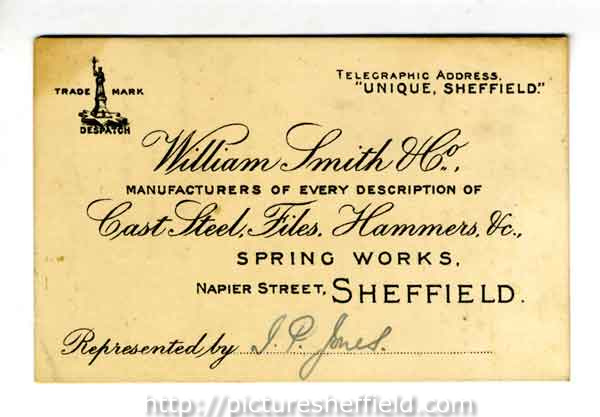 TRADE MARK
DESPATCH
TELEGRAPHIC ADDRESS,
"UNIQUE, SHEFFIELD."
William Smith & Co.,
MANUFACTURERS OF EVERY DESCRIPTION OF
Cast Steel, Files, Hammers, &c.,
SPRING WORKS,
NAPIER STREET, SHEFFIELD.
Represented by J. P. Jones.
http://picturesheffield.com